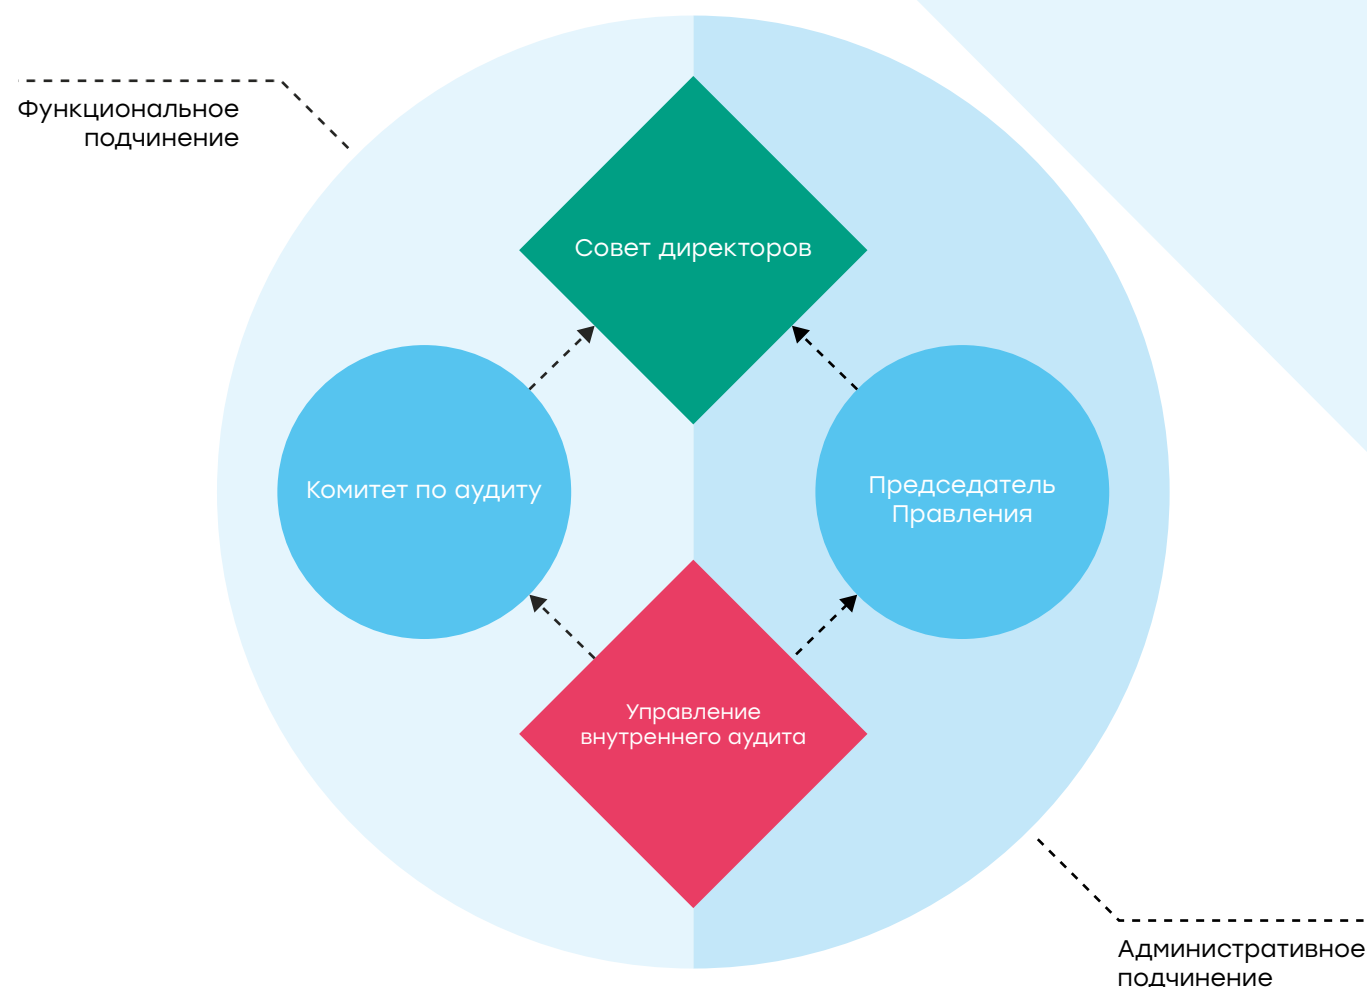 Функциональное
подчинение
Совет директоров
Комитет по аудиту
Председатель
Правления
Управление
внутреннего аудита
Административное
подчинение